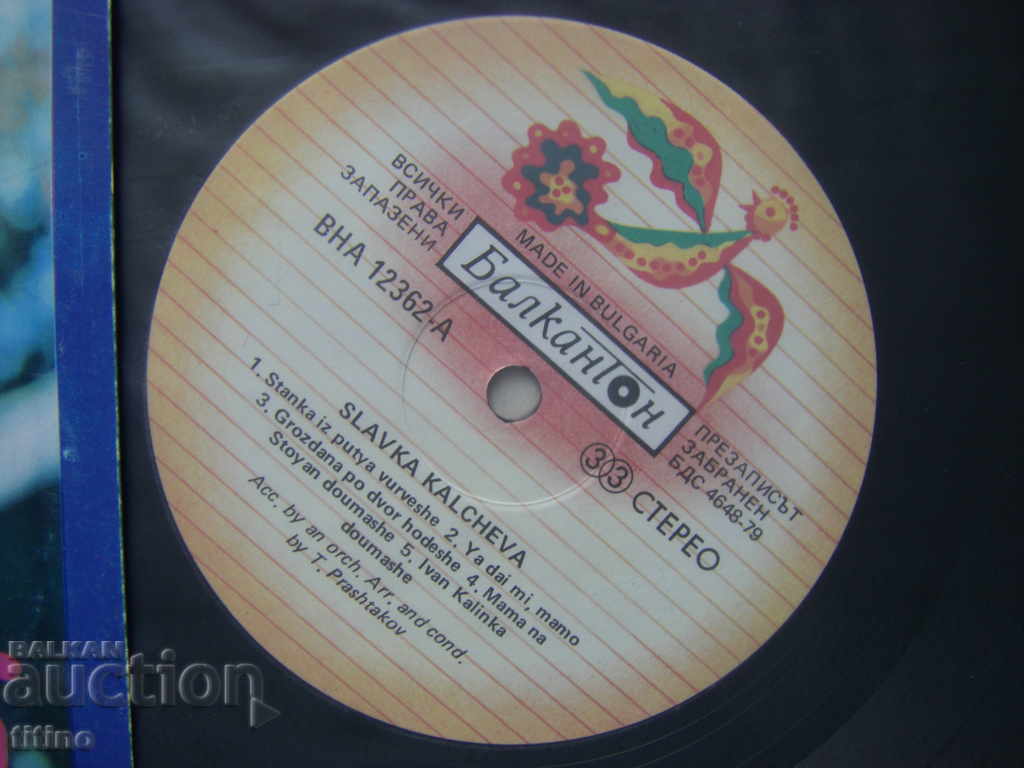 ВСИЧКИ
ПРАВА
ЗАПАЗЕНИ
ВНА 12362-A
MADE IN BULGARIA
Балкантон
ПРЕЗАПИСЪТ
ЗАБРАНЕН
БДС 4648-79
33 СТЕРЕО
SLAVKA KALCHEVA
1. Stanka iz putya vurveshe 2. Ya dai mi, mamo
3. Grozdana po dvor hodeshe 4. Mama na
Stoyan doumashe 5. Ivan Kalinka
doumashe
Acc. by an orch. Arr. and cond.
by T. Prashtakov
BALKAN
auction
titino